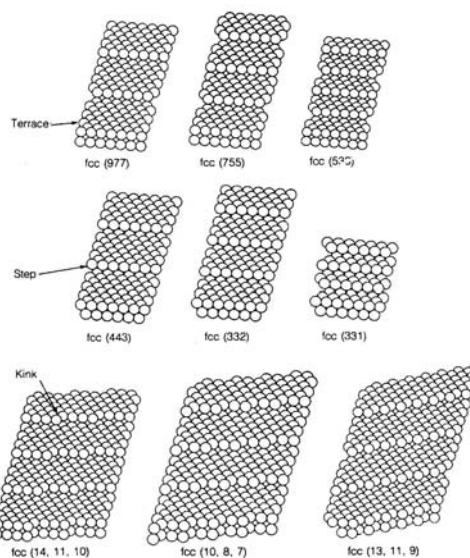 Terrace
fcc (977)
fcc (755)
Step
fcc (443)
fcc (332)
fcc (331)
Kink
fcc (14, 11, 10)
fcc (10, 8, 7)
fcc (13, 11, 9)